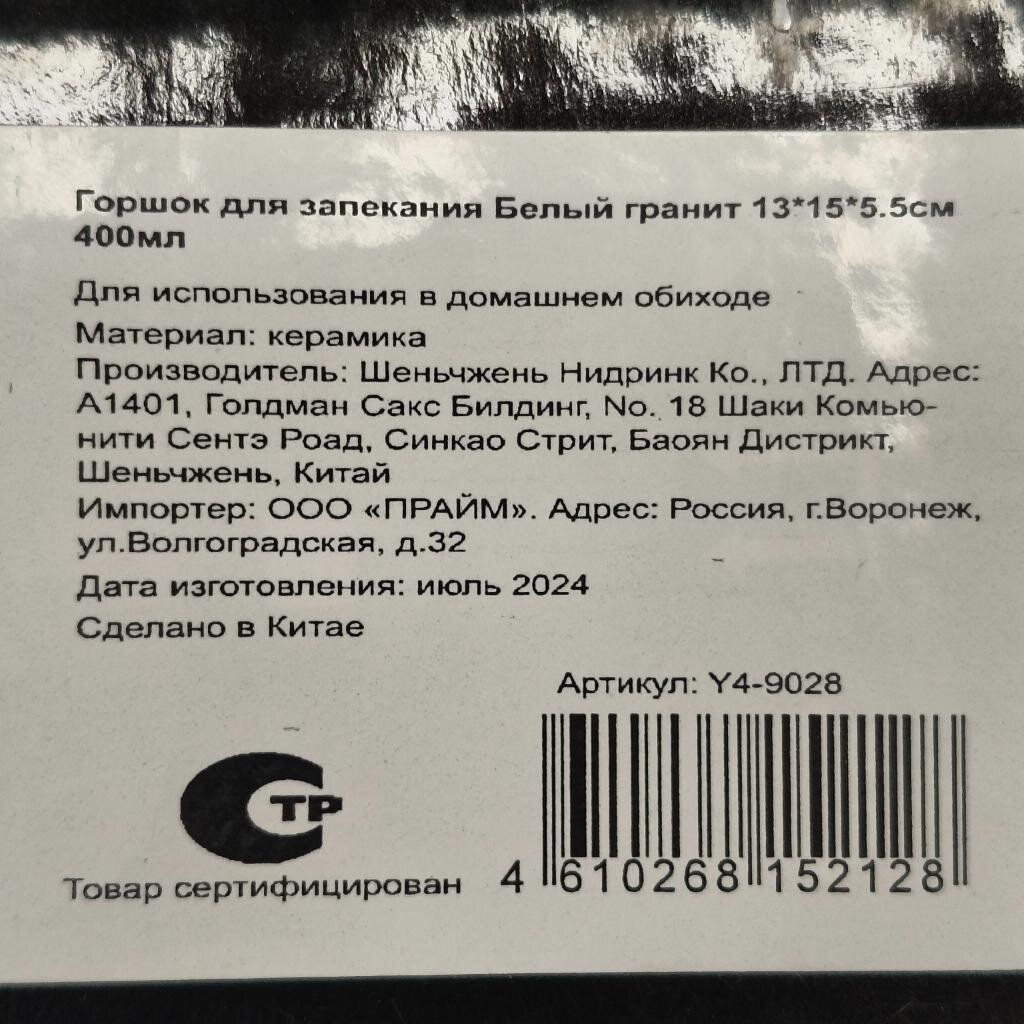 Горшок для запекания Белый гранит 13*15*5.5см
400мл
Для использования в домашнем обиходе
Материал: керамика
Производитель: Шеньчжень Нидринк Ко., ЛТД. Адрес:
А1401, Голдман Сакс Билдинг, No. 18 Шаки Комью-
нити Сентэ Роад, Синкао Стрит, Баоян Дистрикт,
Шеньчжень, Китай
Импортер: ООО «ПРАЙМ». Адрес: Россия, г.Воронеж,
ул.Волгоградская, д.32
Дата изготовления: июль 2024
Сделано в Китае
Артикул: Y4-9028
СТР
Товар сертифицирован
4 610268 152128